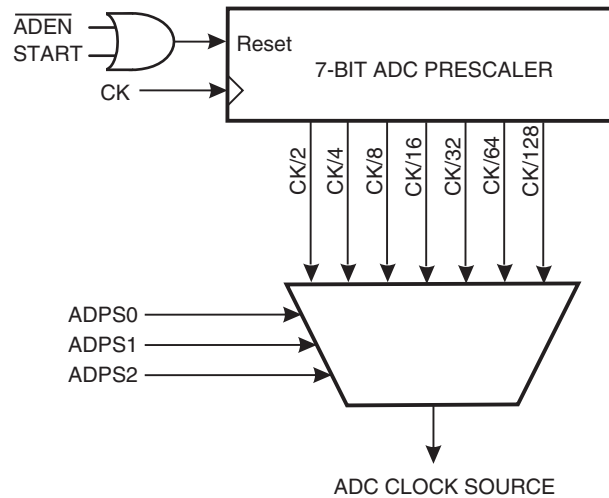 ADEN
START
Reset
7-BIT ADC PRESCALER
CK
CK/2
CK/4
CK/8
CK/16
CK/32
CK/64
CK/128
ADPS0
ADPS1
ADPS2
ADC CLOCK SOURCE